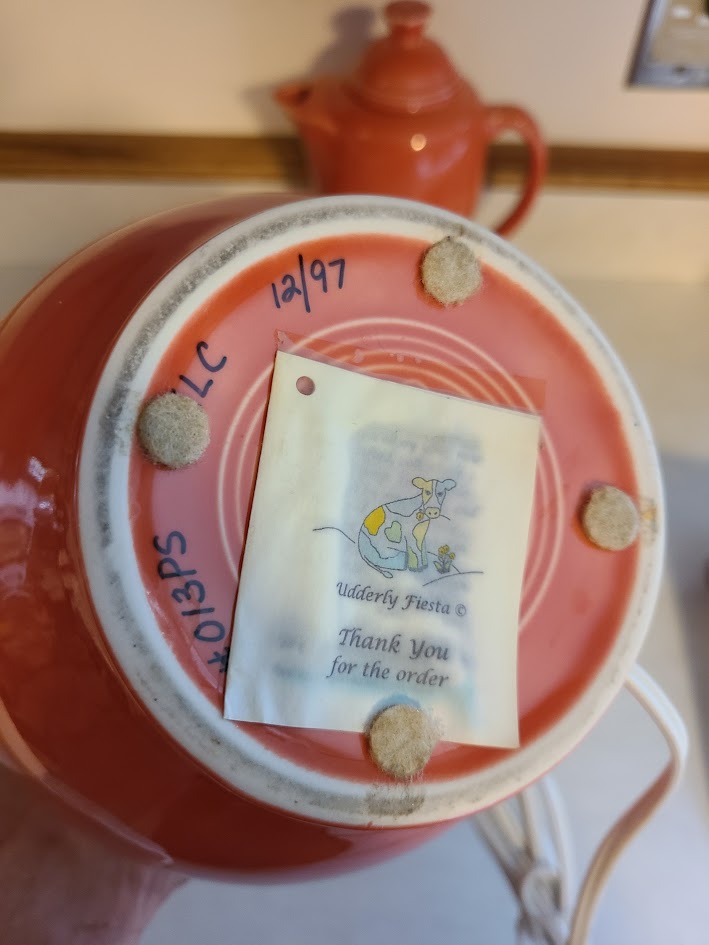 12/97
LC
*013PS
Udderly Fiesta ©
Thank You
for the order